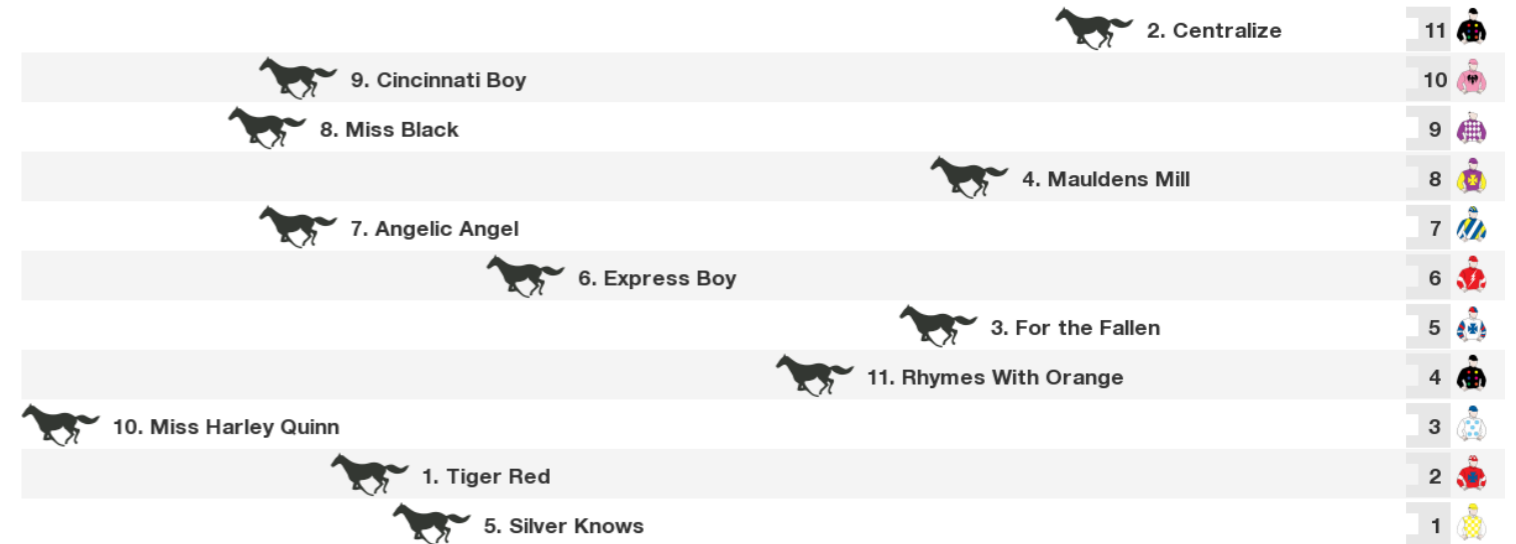 2. Centralize 11
9. Cincinnati Boy 10
8. Miss Black 9
4. Mauldens Mill 8
7. Angelic Angel 7
6. Express Boy 6
3. For the Fallen 5
11. Rhymes With Orange 4
10. Miss Harley Quinn 3
1. Tiger Red 2
5. Silver Knows 1